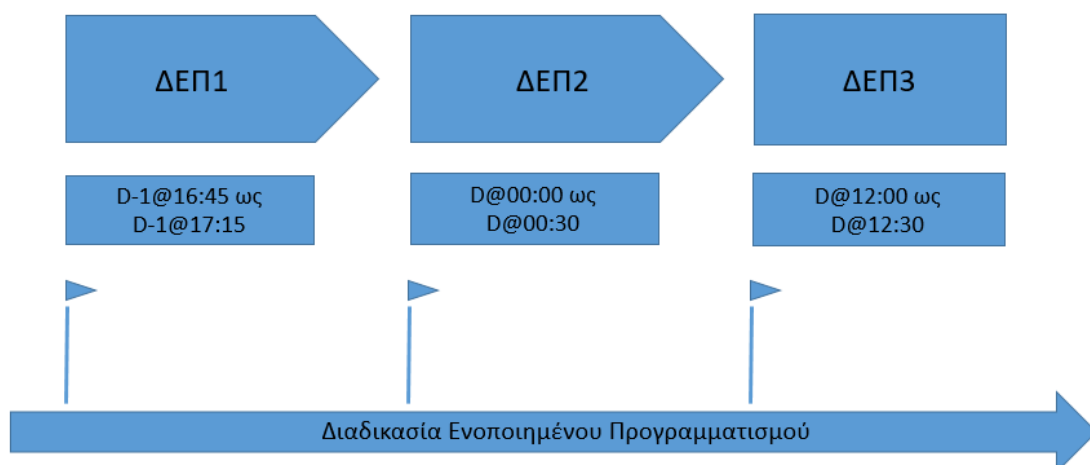 ΔΕΠ1
ΔΕΠ2
ΔΕΠ3
D-1@16:45 ως
D-1@17:15
D@00:00 ως
D@00:30
D@12:00 ως
D@12:30
Διαδικασία Ενοποιημένου Προγραμματισμού